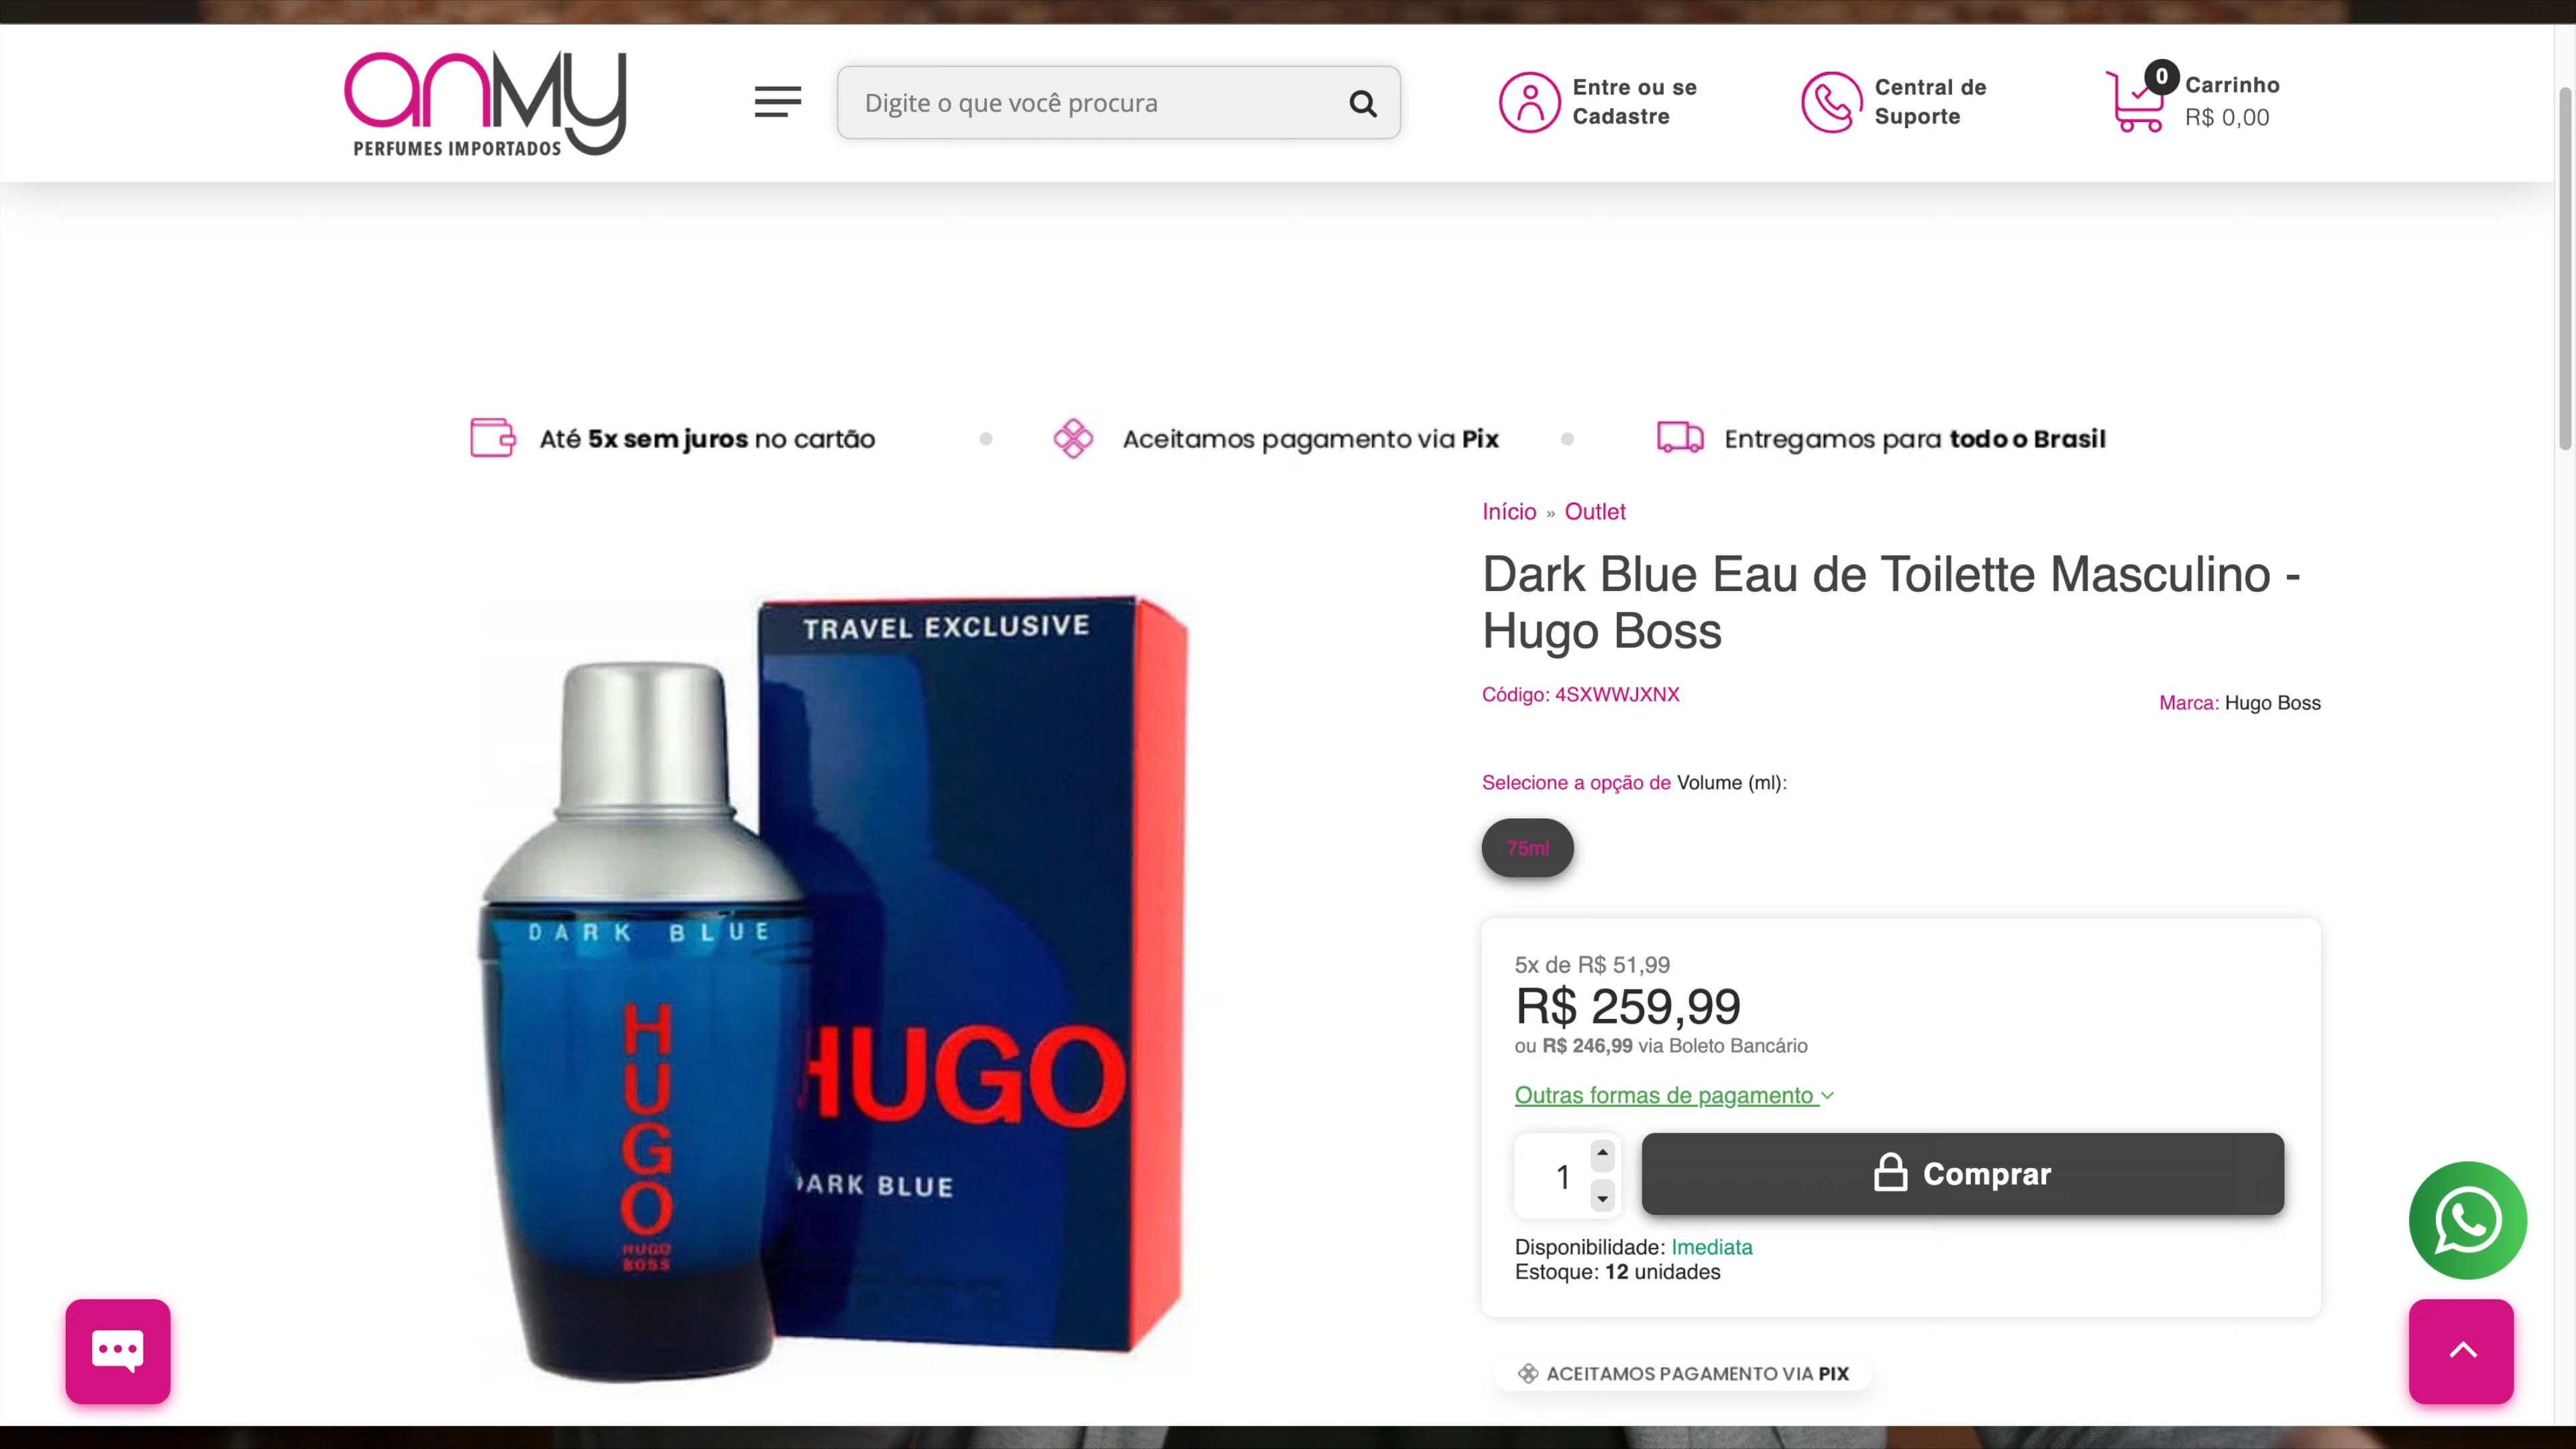 anMy
PERFUMES IMPORTADOS
Digite o que você procura
Entre ou se
Cadastre
Central de
Suporte
0
Carrinho
R$ 0,00
Até 5x sem juros no cartão
Aceitamos pagamento via Pix
Entregamos para todo o Brasil
Início » Outlet
Dark Blue Eau de Toilette Masculino -
Hugo Boss
Código: 4SXWWJXNX
Marca: Hugo Boss
Selecione a opção de Volume (ml):
75ml
5x de R$ 51,99
R$ 259,99
ou R$ 246,99 via Boleto Bancário
Outras formas de pagamento
1
Comprar
Disponibilidade: Imediata
Estoque: 12 unidades
ACEITAMOS PAGAMENTO VIA PIX
TRAVEL EXCLUSIVE
HUGO
DARK BLUE
DARK BLUE
HUGO
HUGO
BOSS